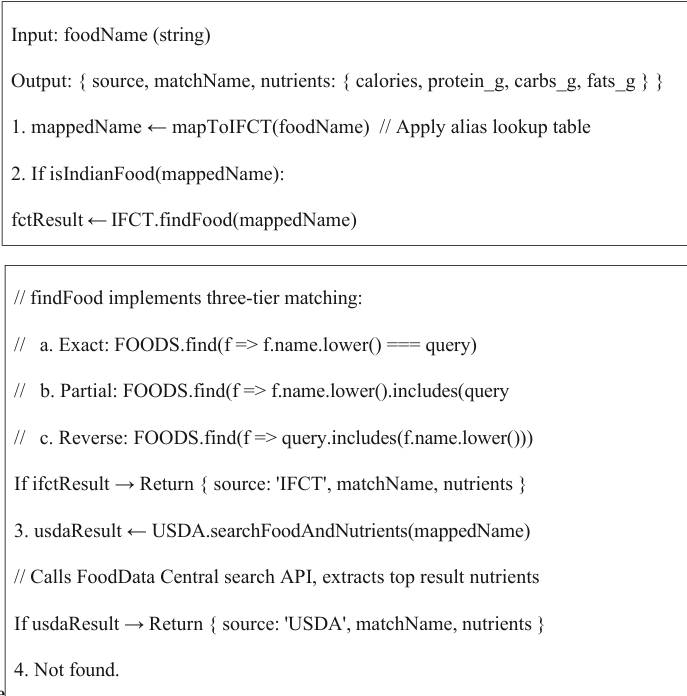 Input: foodName (string)
Output: { source, matchName, nutrients: { calories, protein_g, carbs_g, fats_g } }
1. mappedName ← mapToIFCT(foodName)  // Apply alias lookup table
2. If isIndianFood(mappedName):
fctResult ← IFCT.findFood(mappedName)
// findFood implements three-tier matching:
//   a. Exact: FOODS.find(f => f.name.lower() === query)
//   b. Partial: FOODS.find(f => f.name.lower().includes(query
//   c. Reverse: FOODS.find(f => query.includes(f.name.lower()))
If ifctResult → Return { source: 'IFCT', matchName, nutrients }
3. usdaResult ← USDA.searchFoodAndNutrients(mappedName)
// Calls FoodData Central search API, extracts top result nutrients
If usdaResult → Return { source: 'USDA', matchName, nutrients }
4. Not found.